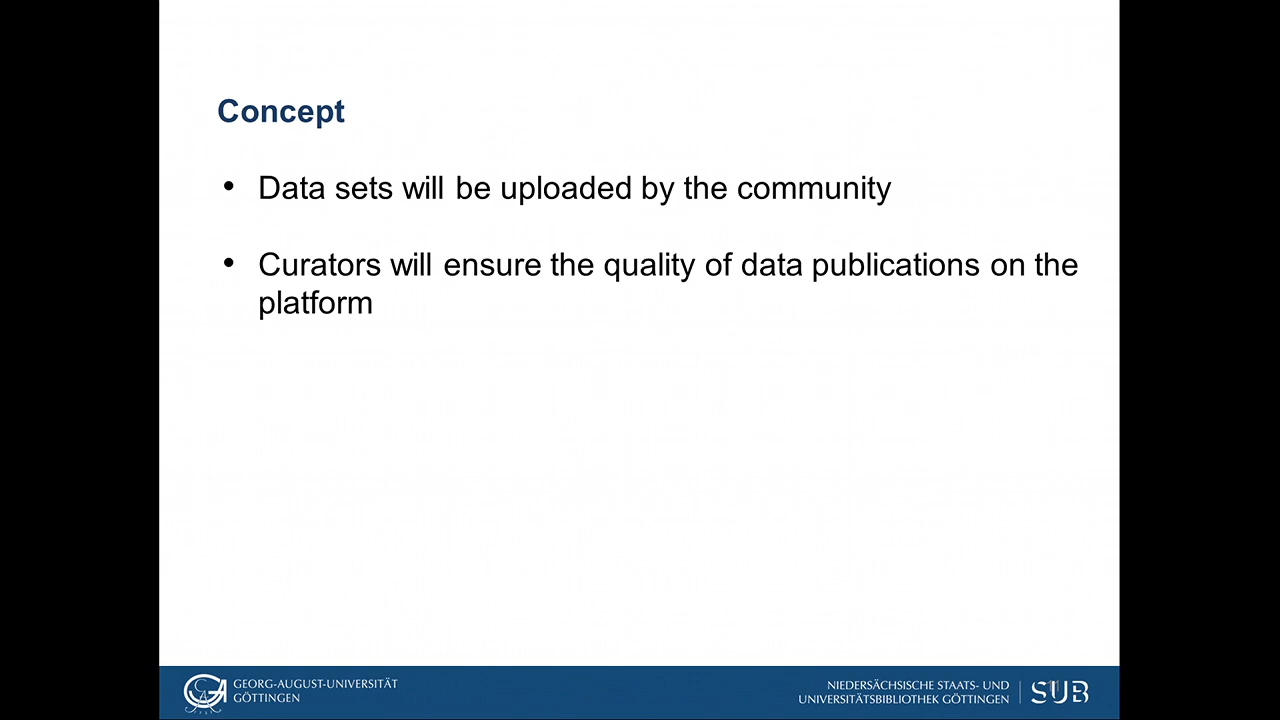 Concept
• Data sets will be uploaded by the community
• Curators will ensure the quality of data publications on the
platform
GEORG-AUGUST-UNIVERSITÄT
GÖTTINGEN
NIEDERSÄCHSISCHE STAATS- UND
UNIVERSITÄTSBIBLIOTHEK GÖTTINGEN
SUB